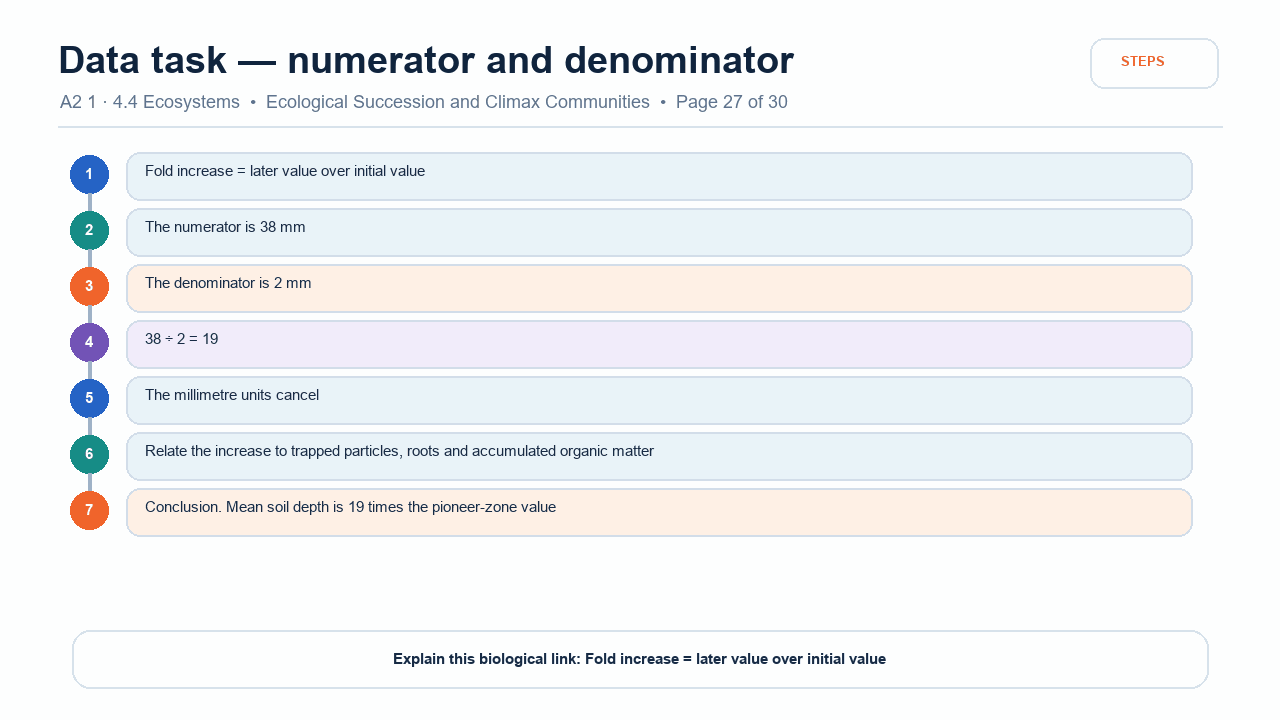 Data task — numerator and denominator
STEPS
A2 1 · 4.4 Ecosystems • Ecological Succession and Climax Communities • Page 27 of 30
1
Fold increase = later value over initial value
2
The numerator is 38 mm
3
The denominator is 2 mm
4
38 ÷ 2 = 19
5
The millimetre units cancel
6
Relate the increase to trapped particles, roots and accumulated organic matter
7
Conclusion. Mean soil depth is 19 times the pioneer-zone value
Explain this biological link: Fold increase = later value over initial value